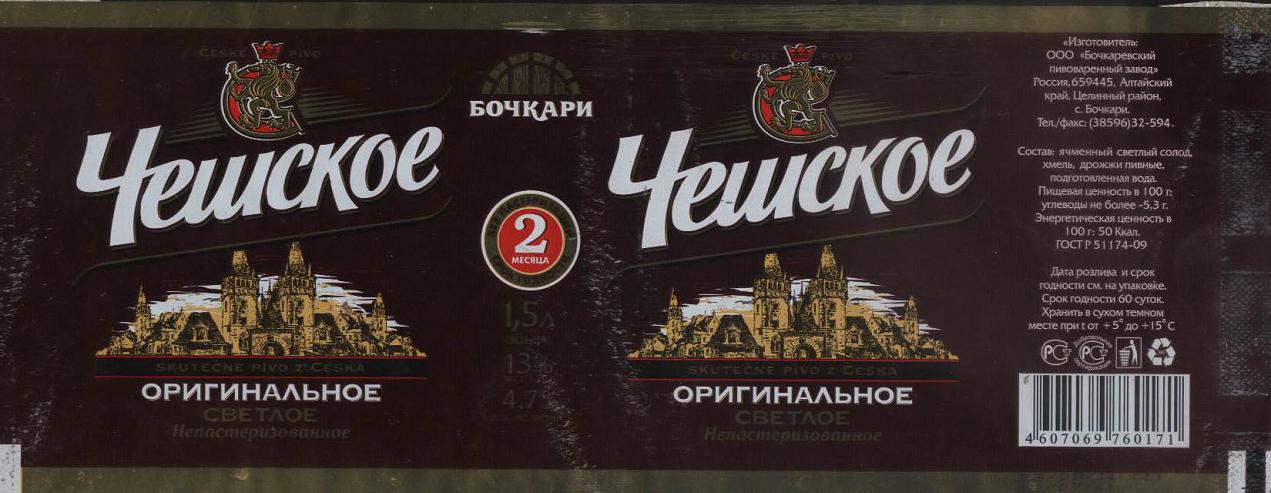 ČESKÉ PIVO
Чешское
SKUTEČNÉ PIVO Z ČESKA
ОРИГИНАЛЬНОЕ
СВЕТЛОЕ
Непастеризованное
БОЧКАРИ
2
МЕСЯЦА
1,5л
13%
4.7%
ČESKÉ PIVO
Чешское
SKUTEČNÉ PIVO Z ČESKA
ОРИГИНАЛЬНОЕ
СВЕТЛОЕ
Непастеризованное
«Изготовитель:
ООО «Бочкаревский
пивоваренный завод»
Россия,659445, Алтайский
край, Целинный район,
с. Бочкари.
Тел./факс: (38596)32-594.
Состав: ячменный светлый солод,
хмель, дрожжи пивные,
подготовленная вода.
Пищевая ценность в 100 г:
углеводы не более -5,3 г.
Энергетическая ценность в
100 г: 50 Ккал.
ГОСТ Р 51174-09
Дата розлива и срок
годности см. на упаковке.
Срок годности 60 суток.
Хранить в сухом темном
месте при t от +5° до +15°С
4 607069 760171